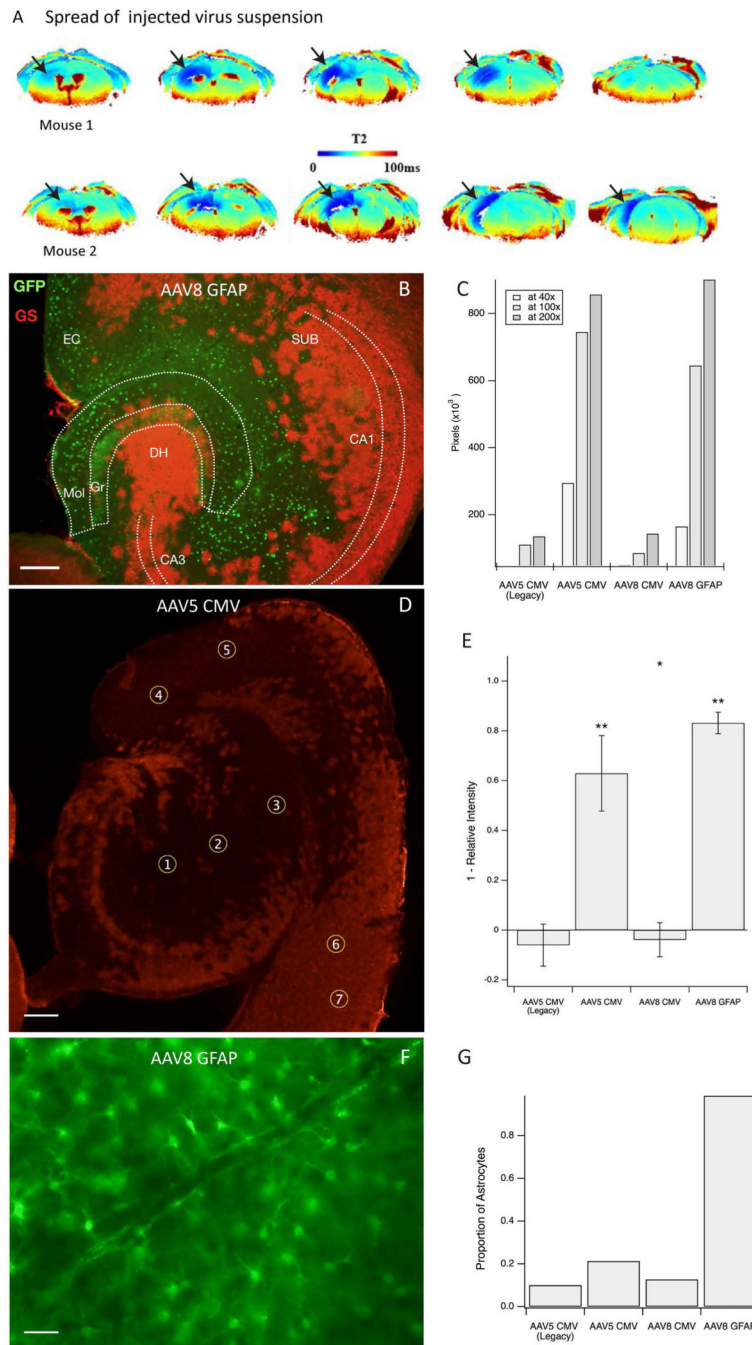 A Spread of injected virus suspension
Mouse 1
T2
0 100ms
Mouse 2
GFP
GS
AAV8 GFAP
B
EC
SUB
CA1
DH
Mol
Gr
CA3
C
at 40x
at 100x
at 200x
Pixels (x10³)
800
600
400
200
AAV5 CMV
(Legacy)
AAV5 CMV
AAV8 CMV
AAV8 GFAP
AAV5 CMV
D
5
4
3
2
1
6
7
E
1 - Relative Intensity
1.0
0.8
0.6
0.4
0.2
0
-0.2
**
*
**
AAV5 CMV
(Legacy)
AAV5 CMV
AAV8 CMV
AAV8 GFAP
AAV8 GFAP
F
G
Proportion of Astrocytes
0.8
0.6
0.4
0.2
0.0
AAV5 CMV
(Legacy)
AAV5 CMV
AAV8 CMV
AAV8 GFAP